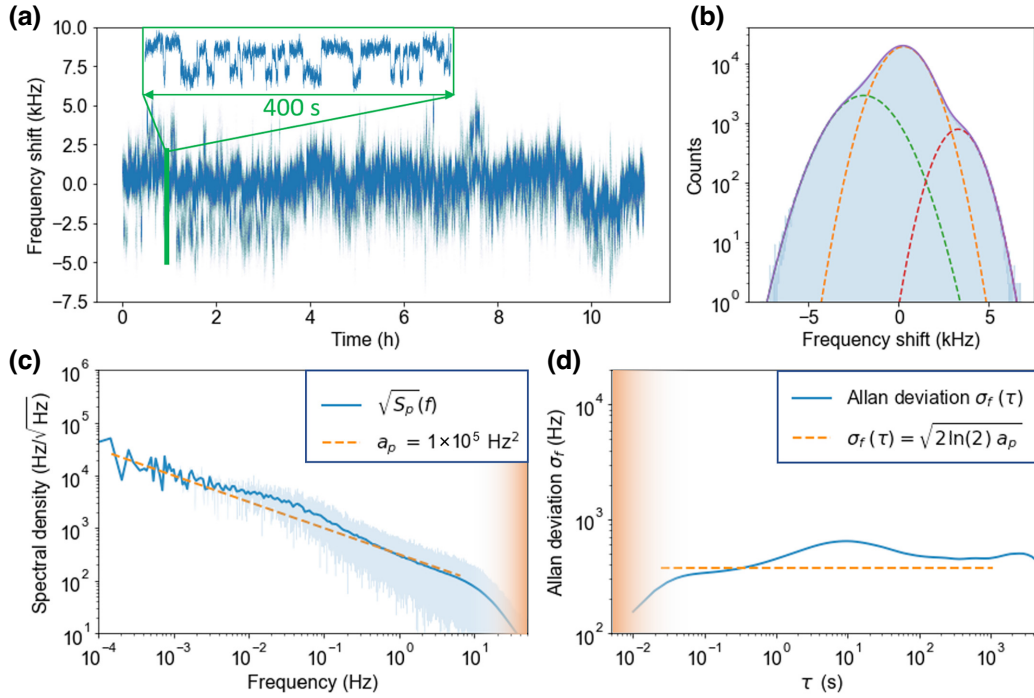 (a)
10.0
7.5
5.0
2.5
0.0
−2.5
−5.0
−7.5
Frequency shift (kHz)
400 s
0 2 4 6 8 10
Time (h)
(b)
10⁴
10³
10²
10¹
10⁰
Counts
−5 0 5
Frequency shift (kHz)
(c)
10⁶
10⁵
10⁴
10³
10²
10¹
Spectral density (Hz/√Hz)
√Sₚ(f)
aₚ = 1×10⁵ Hz²
10⁻⁴ 10⁻³ 10⁻² 10⁻¹ 10⁰ 10¹
Frequency (Hz)
(d)
10⁴
10³
10²
Allan deviation σ_f (Hz)
Allan deviation σ_f (τ)
σ_f (τ) = √2 ln(2) aₚ
10⁻² 10⁻¹ 10⁰ 10¹ 10² 10³
τ (s)